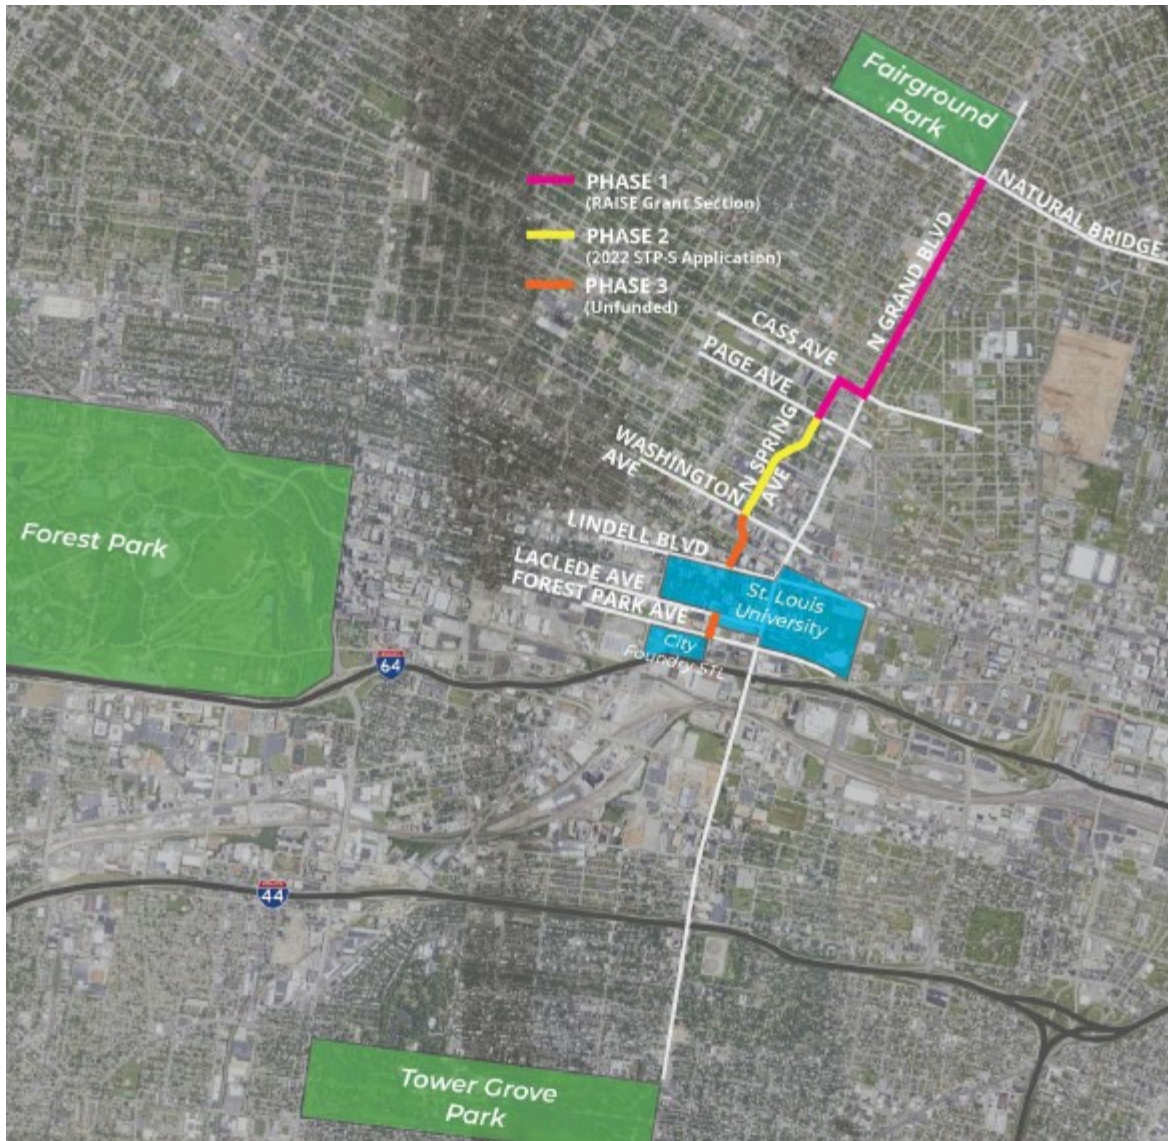 Fairground
Park
PHASE 1
(RAISE Grant Section)
PHASE 2
(2022 STP-S Application)
PHASE 3
(Unfunded)
NATURAL BRIDGE
N GRAND BLVD
CASS AVE
PAGE AVE
N SPRING
AVE
WASHINGTON
AVE
LINDELL BLVD
LACLEDE AVE
FOREST PARK AVE
St. Louis
University
City
Foundry STL
Forest Park
64
44
Tower Grove
Park